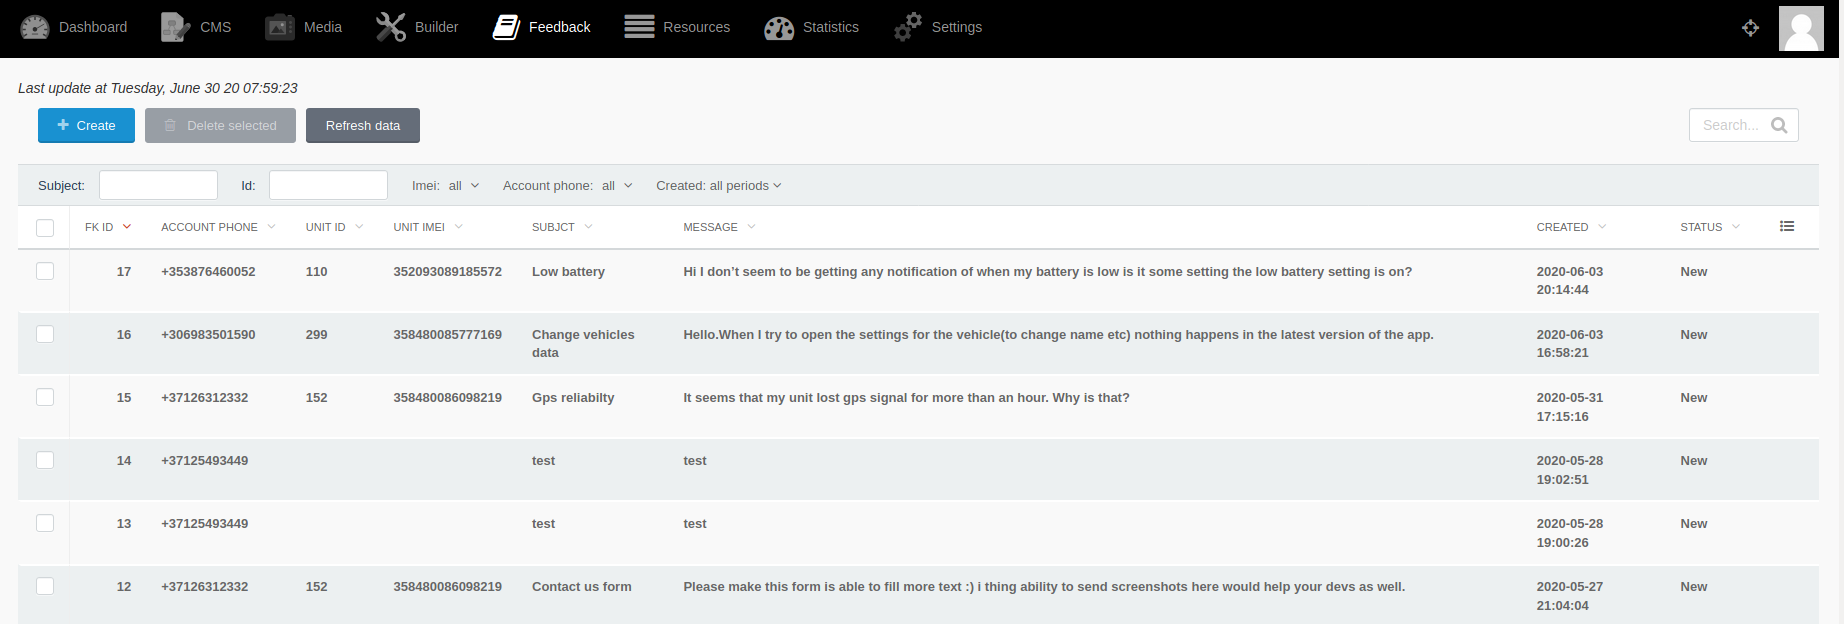 Dashboard CMS Media Builder Feedback Resources Statistics Settings
Last update at Tuesday, June 30 20 07:59:23
+ Create Delete selected Refresh data Search...
Subject: Id: Imei: all Account phone: all Created: all periods
FK ID ACCOUNT PHONE UNIT ID UNIT IMEI SUBJCT MESSAGE CREATED STATUS
17 +353876460052 110 352093089185572 Low battery Hi I don’t seem to be getting any notification of when my battery is low is it some setting the low battery setting is on? 2020-06-03 New
20:14:44
16 +306983501590 299 358480085777169 Change vehicles Hello.When I try to open the settings for the vehicle(to change name etc) nothing happens in the latest version of the app. 2020-06-03 New
data 16:58:21
15 +37126312332 152 358480086098219 Gps reliabilty It seems that my unit lost gps signal for more than an hour. Why is that? 2020-05-31 New
17:15:16
14 +37125493449 test test 2020-05-28 New
19:02:51
13 +37125493449 test test 2020-05-28 New
19:00:26
12 +37126312332 152 358480086098219 Contact us form Please make this form is able to fill more text :) i thing ability to send screenshots here would help your devs as well. 2020-05-27 New
21:04:04